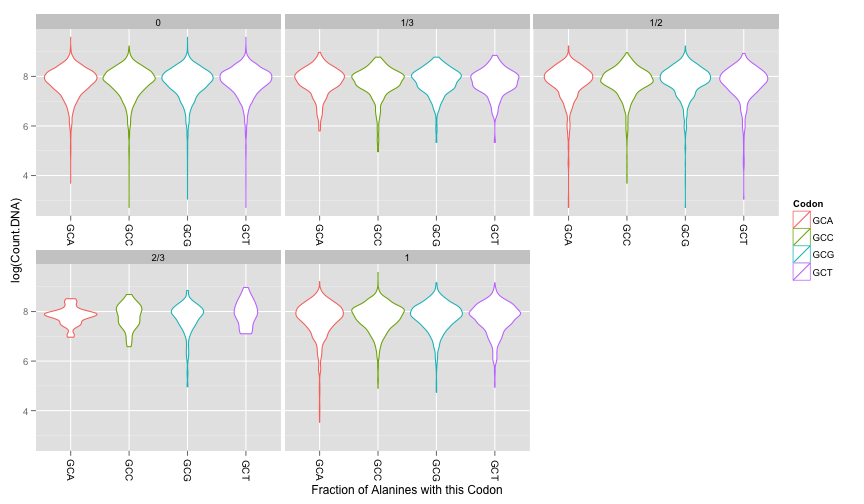 0 1/3 1/2
8
6
4
GCA GCC GCG GCT GCA GCC GCG GCT GCA GCC GCG GCT
log(Count.DNA)
Codon
GCA
GCC
GCG
GCT
2/3 1
8
6
4
GCA GCC GCG GCT GCA GCC GCG GCT
Fraction of Alanines with this Codon